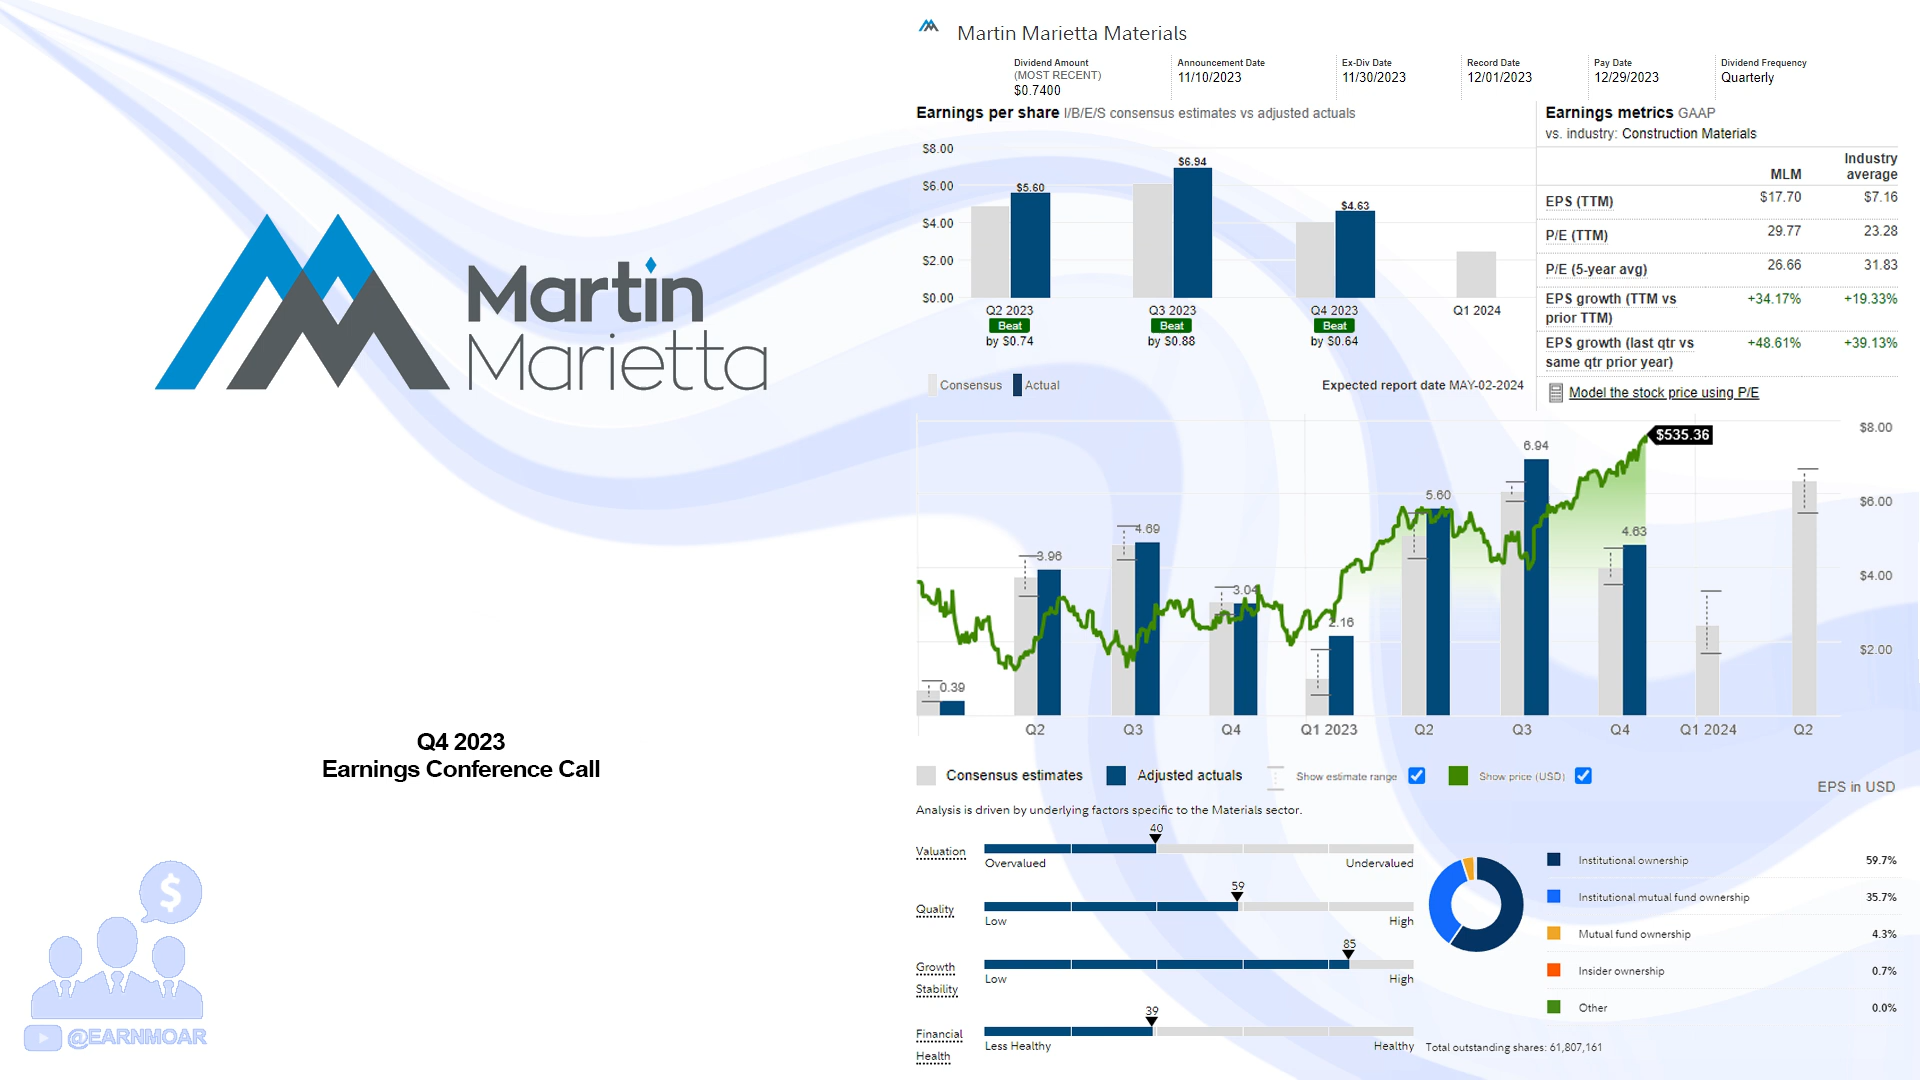 Martin
Marietta
Q4 2023
Earnings Conference Call
$
@EARNMOAR
Martin Marietta Materials
Dividend Amount
(MOST RECENT)
$0.7400
Announcement Date
11/10/2023
Ex-Div Date
11/30/2023
Record Date
12/01/2023
Pay Date
12/29/2023
Dividend Frequency
Quarterly
Earnings per share I/B/E/S consensus estimates vs adjusted actuals
$8.00
$6.00
$4.00
$2.00
$0.00
$5.60
$6.94
$4.63
Q2 2023
Beat
by $0.74
Q3 2023
Beat
by $0.88
Q4 2023
Beat
by $0.64
Q1 2024
Consensus
Actual
Expected report date MAY-02-2024
Earnings metrics GAAP
vs. industry: Construction Materials
MLM
Industry
average
EPS (TTM) $17.70 $7.16
P/E (TTM) 29.77 23.28
P/E (5-year avg) 26.66 31.83
EPS growth (TTM vs
prior TTM) +34.17% +19.33%
EPS growth (last qtr vs
same qtr prior year) +48.61% +39.13%
Model the stock price using P/E
$535.36
$8.00
$6.00
$4.00
$2.00
0.39
3.96
4.69
3.04
2.16
5.60
6.94
4.63
Q2
Q3
Q4
Q1 2023
Q2
Q3
Q4
Q1 2024
Q2
Consensus estimates
Adjusted actuals
Show estimate range
Show price (USD)
EPS in USD
Analysis is driven by underlying factors specific to the Materials sector.
Valuation
40
Overvalued
Undervalued
Quality
59
Low
High
Growth
Stability
85
Low
High
Financial
Health
39
Less Healthy
Healthy
Institutional ownership 59.7%
Institutional mutual fund ownership 35.7%
Mutual fund ownership 4.3%
Insider ownership 0.7%
Other 0.0%
Total outstanding shares: 61,807,161